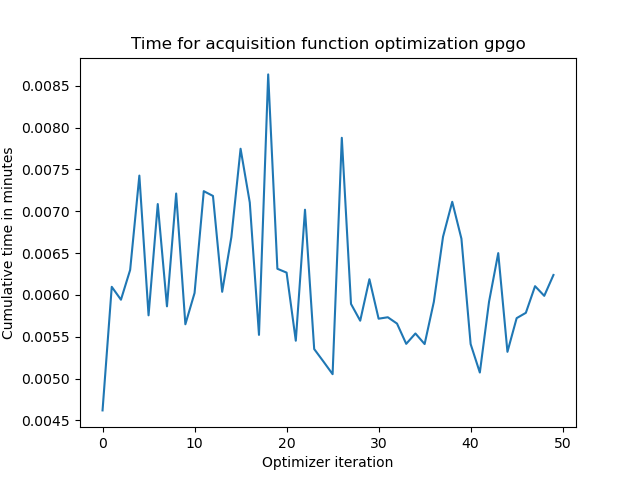 Time for acquisition function optimization gpgo
Cumulative time in minutes
0.0085
0.0080
0.0075
0.0070
0.0065
0.0060
0.0055
0.0050
0.0045
0 10 20 30 40 50
Optimizer iteration